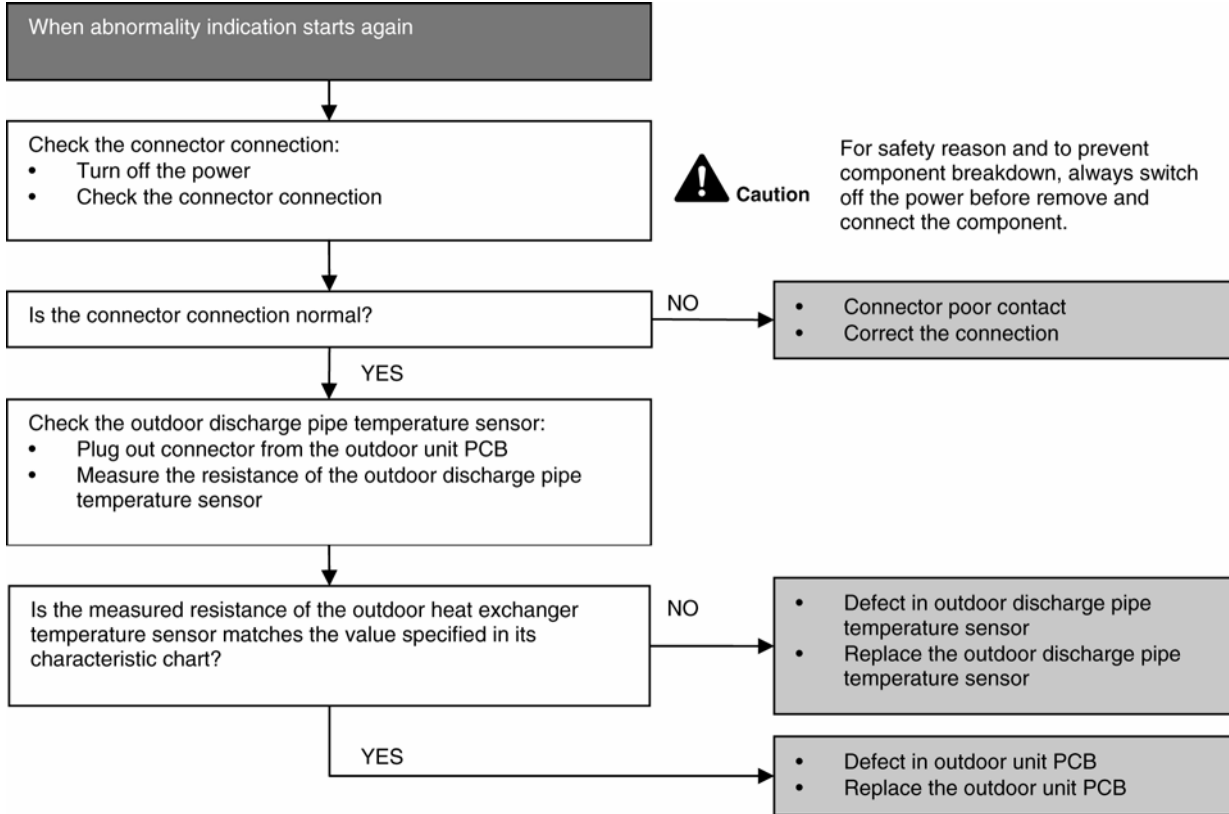 When abnormality indication starts again
Check the connector connection:
• Turn off the power
• Check the connector connection
Caution
For safety reason and to prevent
component breakdown, always switch
off the power before remove and
connect the component.
Is the connector connection normal?
NO
• Connector poor contact
• Correct the connection
YES
Check the outdoor discharge pipe temperature sensor:
• Plug out connector from the outdoor unit PCB
• Measure the resistance of the outdoor discharge pipe
temperature sensor
Is the measured resistance of the outdoor heat exchanger
temperature sensor matches the value specified in its
characteristic chart?
NO
• Defect in outdoor discharge pipe
temperature sensor
• Replace the outdoor discharge pipe
temperature sensor
YES
• Defect in outdoor unit PCB
• Replace the outdoor unit PCB